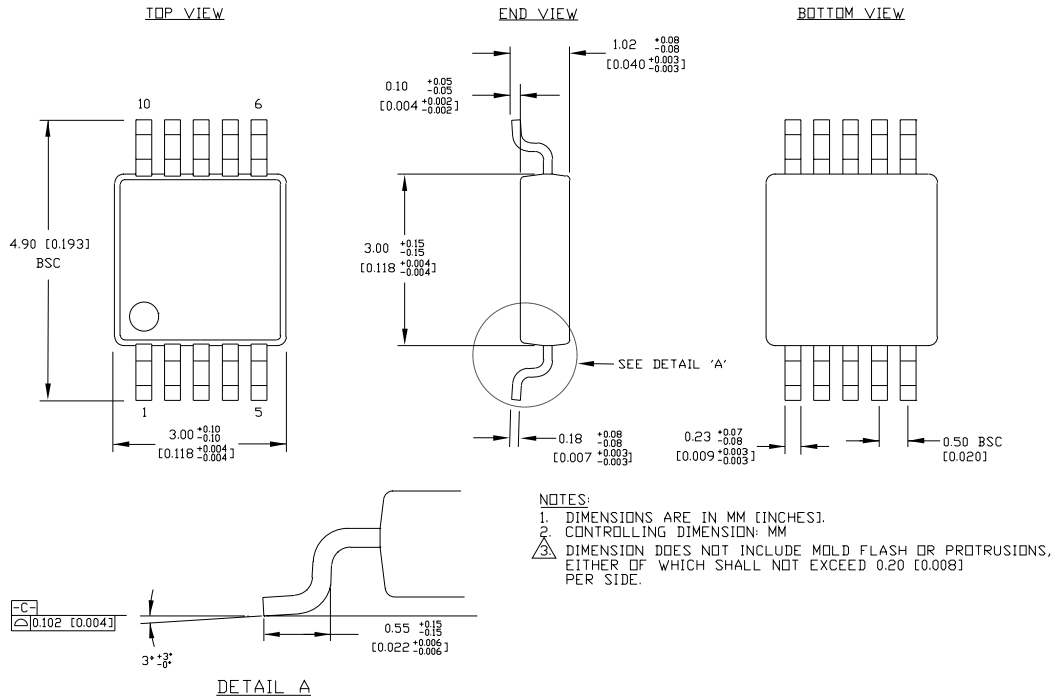 TOP VIEW
END VIEW
BOTTOM VIEW
1.02 +0.08 -0.08
[0.040 +0.003 -0.003]
0.10 +0.05 -0.05
[0.004 +0.002 -0.002]
10 6
4.90 [0.193]
BSC
3.00 +0.15 -0.15
[0.118 +0.004 -0.004]
SEE DETAIL 'A'
1 5
3.00 +0.10 -0.10
[0.118 +0.004 -0.004]
0.18 +0.08 -0.08
[0.007 +0.003 -0.003]
0.23 +0.07 -0.08
[0.009 +0.003 -0.003]
0.50 BSC
[0.020]
NOTES:
1. DIMENSIONS ARE IN MM [INCHES].
2. CONTROLLING DIMENSION: MM
3. DIMENSION DOES NOT INCLUDE MOLD FLASH OR PROTRUSIONS,
EITHER OF WHICH SHALL NOT EXCEED 0.20 [0.008]
PER SIDE.
-C-
0.102 [0.004]
0.55 +0.15 -0.15
[0.022 +0.006 -0.006]
3° +3° -0°
DETAIL A